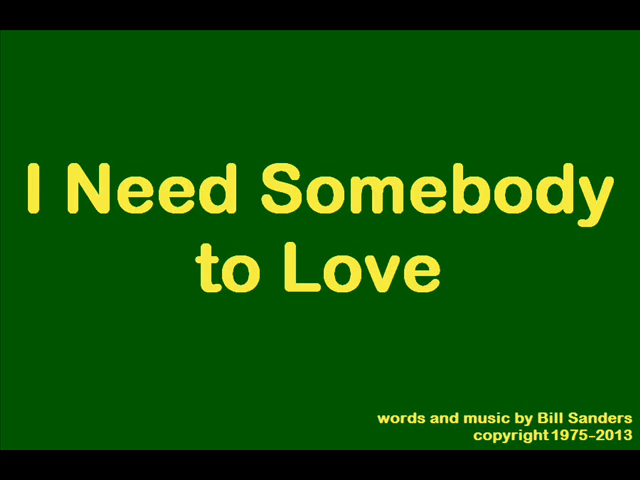 I Need Somebody
to Love
words and music by Bill Sanders
copyright 1975-2013